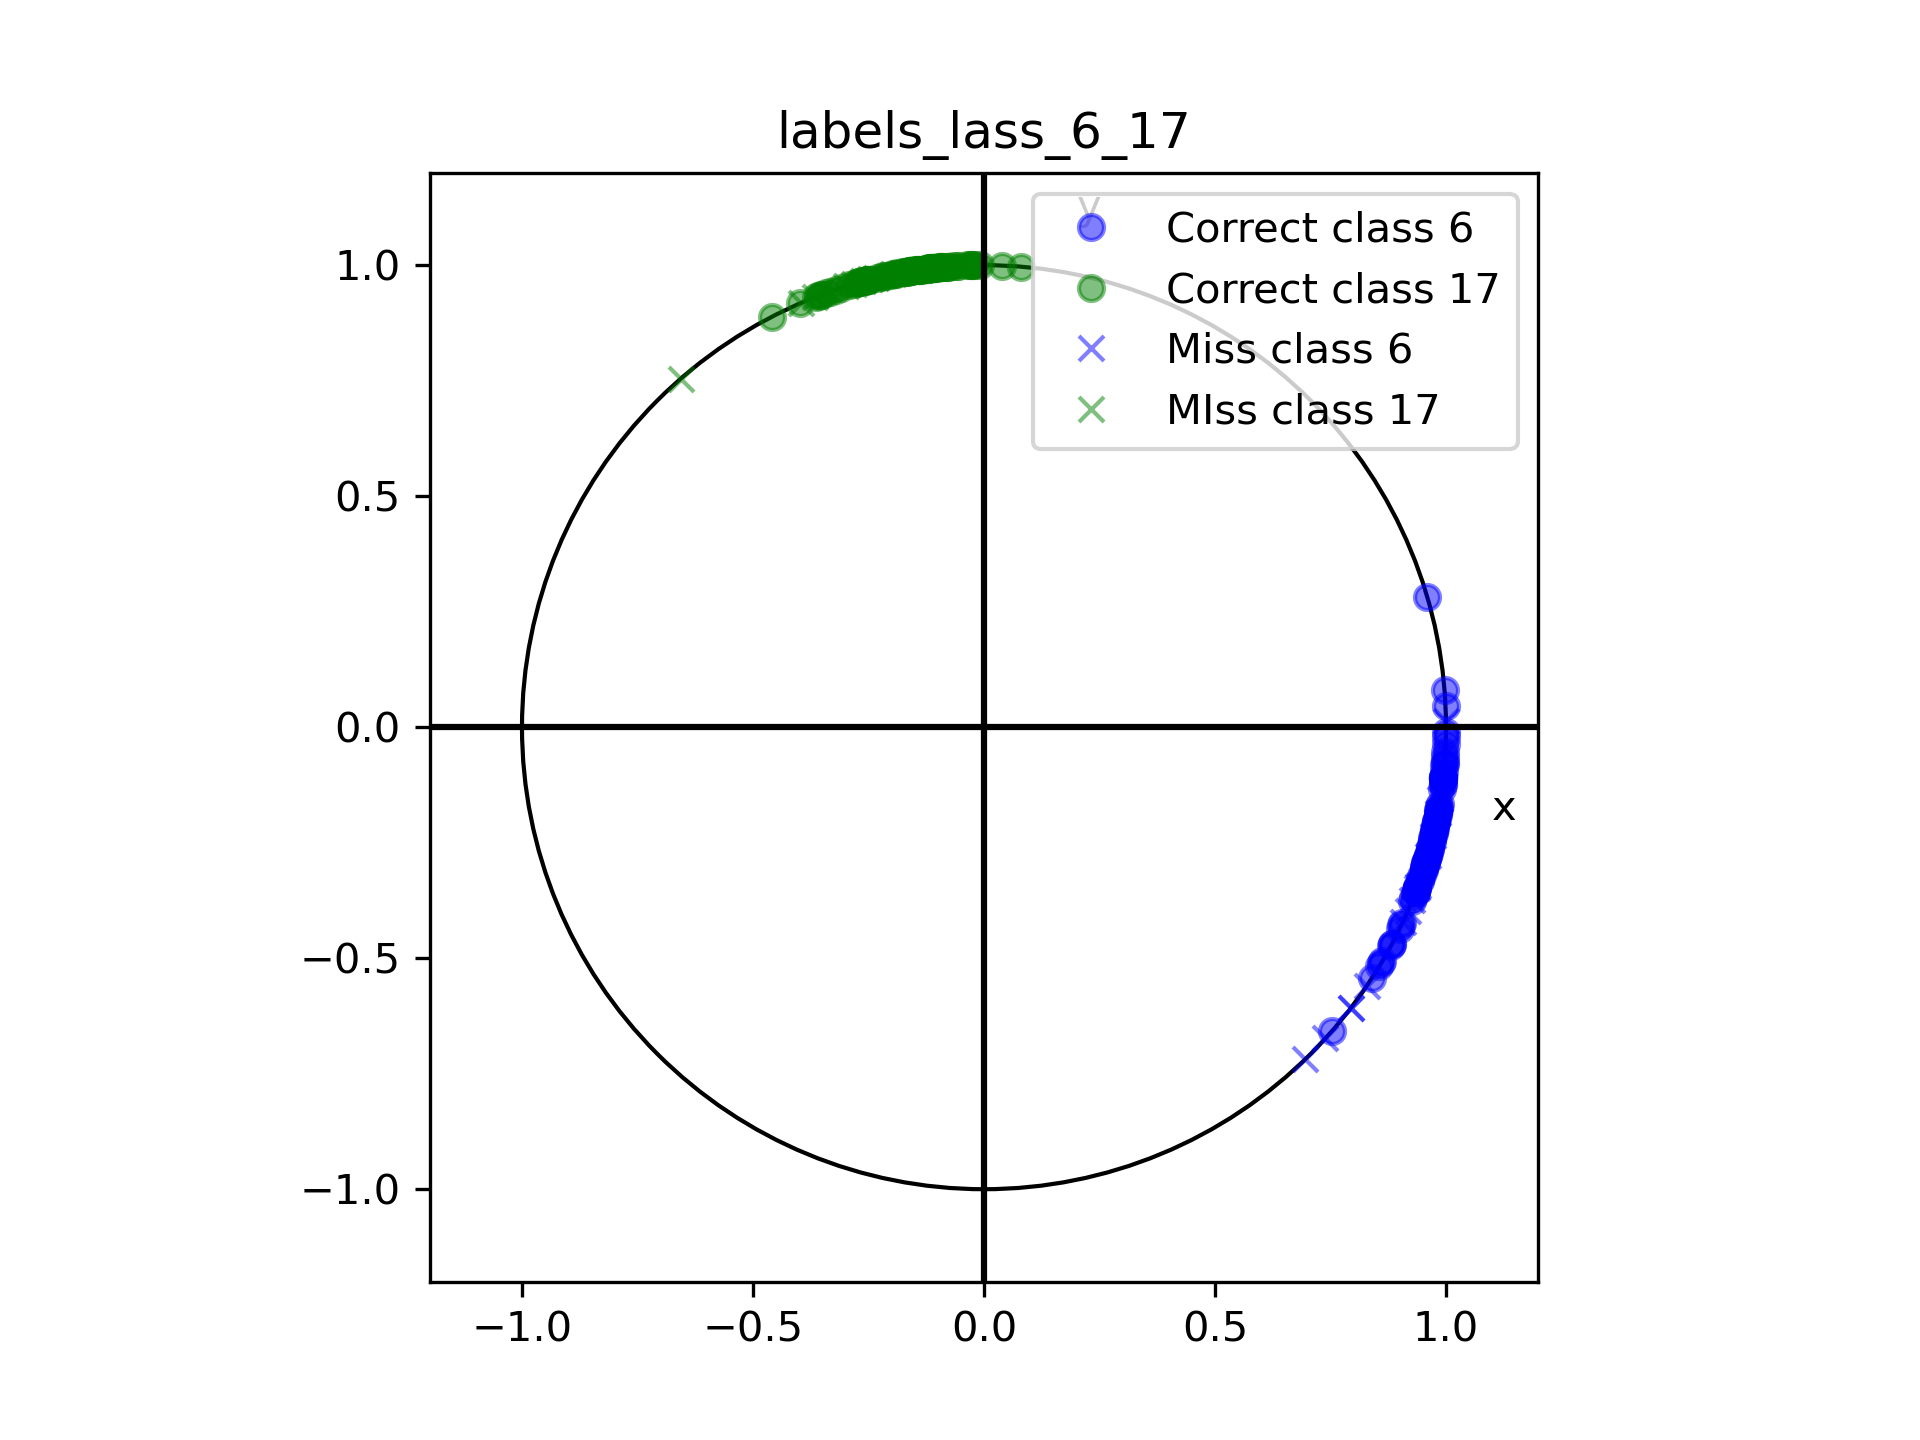 labels_lass_6_17
y
Correct class 6
Correct class 17
Miss class 6
MIss class 17
1.0
0.5
0.0
−0.5
−1.0
x
−1.0 −0.5 0.0 0.5 1.0